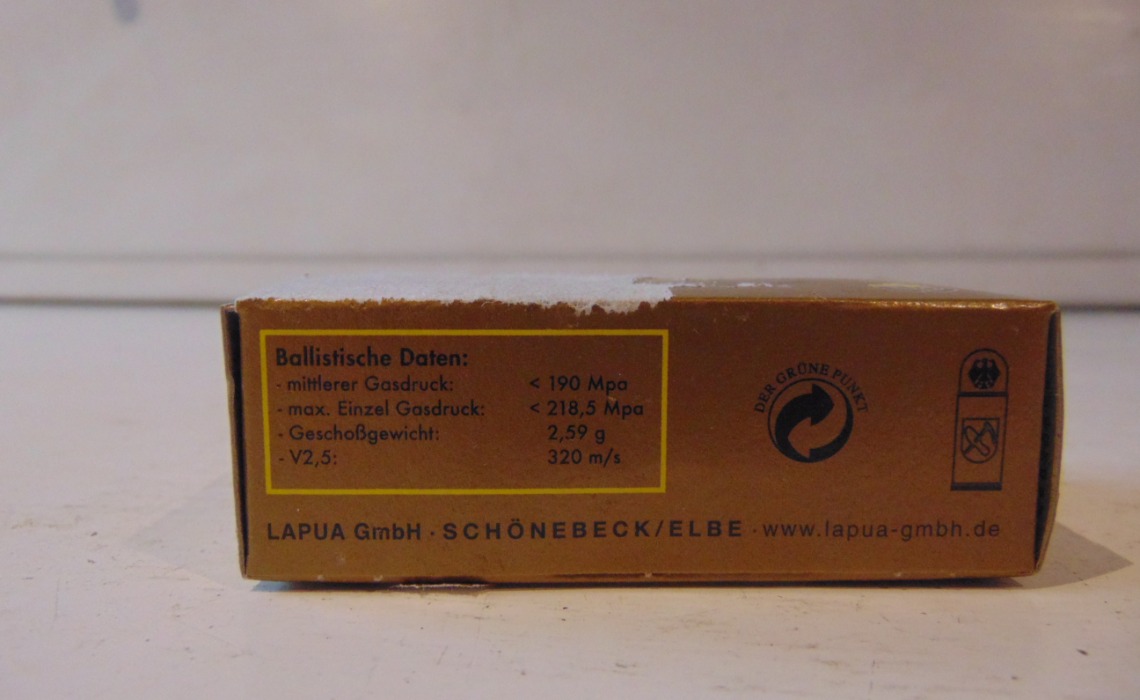 Ballistische Daten:
- mittlerer Gasdruck: < 190 Mpa
- max. Einzel Gasdruck: < 218,5 Mpa
- Geschoßgewicht: 2,59 g
- V2,5: 320 m/s
DER GRÜNE PUNKT
LAPUA GmbH · SCHÖNEBECK/ELBE · www.lapua-gmbh.de